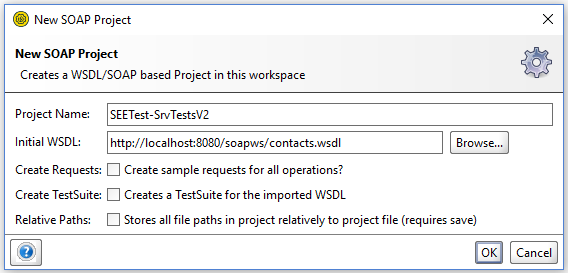 New SOAP Project
New SOAP Project
Creates a WSDL/SOAP based Project in this workspace
Project Name: SEETest-SrvTestsV2
Initial WSDL: http://localhost:8080/soapws/contacts.wsdl Browse...
Create Requests: Create sample requests for all operations?
Create TestSuite: Creates a TestSuite for the imported WSDL
Relative Paths: Stores all file paths in project relatively to project file (requires save)
? OK Cancel